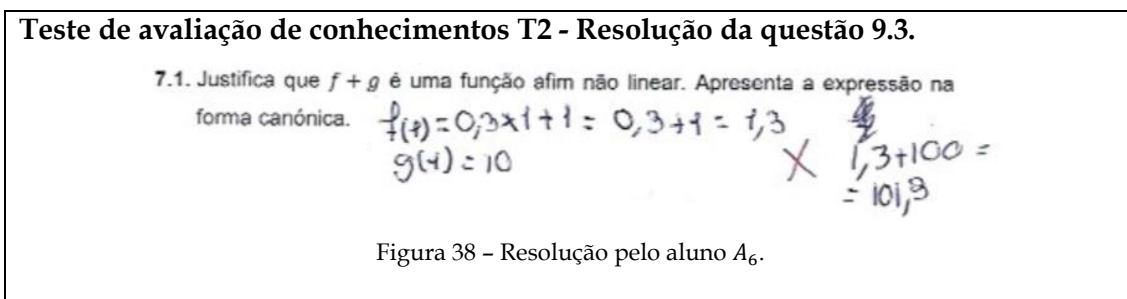 Teste de avaliação de conhecimentos T2 - Resolução da questão 9.3.
7.1. Justifica que f + g é uma função afim não linear. Apresenta a expressão na
forma canónica.
f(1) = 0,3x1+1 = 0,3+1 = 1,3
g(1) = 10
1,3+100 =
= 101,3
Figura 38 – Resolução pelo aluno A₆.